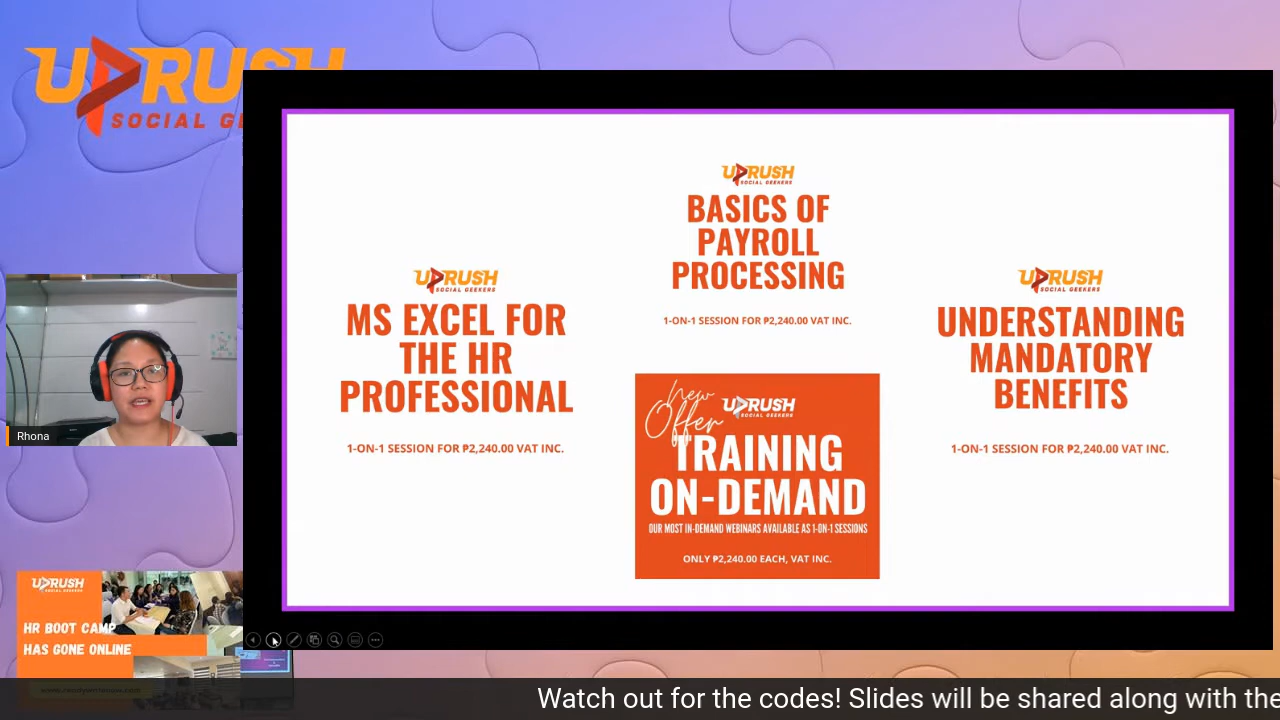 UPRUSH
SOCIAL GE
UPRUSH
SOCIAL GEEKERS
BASICS OF
PAYROLL
PROCESSING
1-ON-1 SESSION FOR ₱2,240.00 VAT INC.
UPRUSH
SOCIAL GEEKERS
MS EXCEL FOR
THE HR
PROFESSIONAL
1-ON-1 SESSION FOR ₱2,240.00 VAT INC.
UPRUSH
SOCIAL GEEKERS
UNDERSTANDING
MANDATORY
BENEFITS
1-ON-1 SESSION FOR ₱2,240.00 VAT INC.
New
Offer
UPRUSH
SOCIAL GEEKERS
TRAINING
ON-DEMAND
OUR MOST IN-DEMAND WEBINARS AVAILABLE AS 1-ON-1 SESSIONS
ONLY ₱2,240.00 EACH, VAT INC.
Rhona
UPRUSH
SOCIAL GEEKERS
HR BOOT CAMP
HAS GONE ONLINE
Watch out for the codes! Slides will be shared along with the